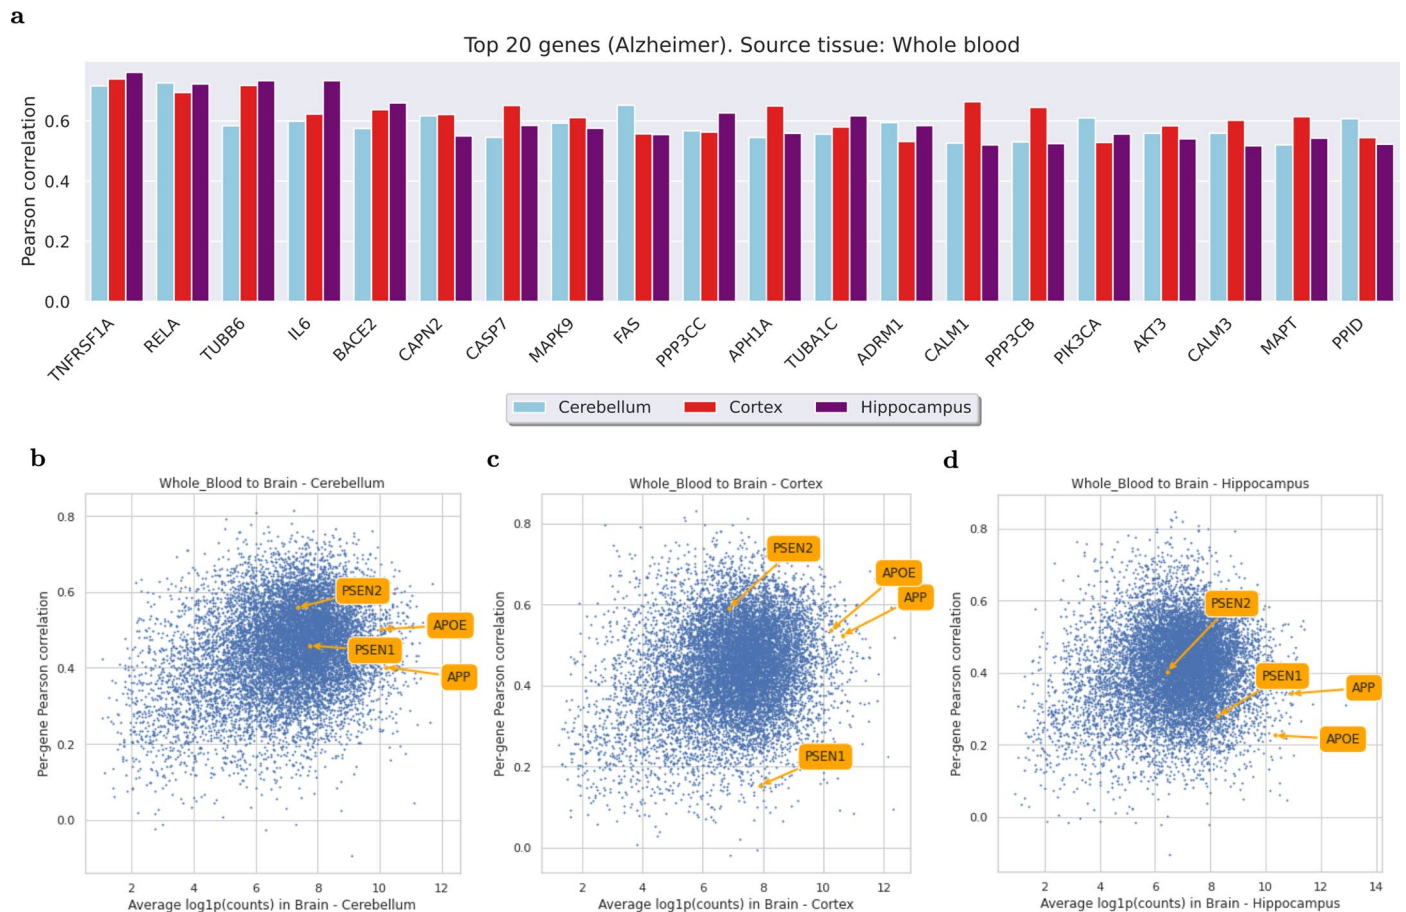 a
Top 20 genes (Alzheimer). Source tissue: Whole blood
Pearson correlation
0.6
0.4
0.2
0.0
TNFRSF1A RELA TUBB6 IL6 BACE2 CAPN2 CASP7 MAPK9 FAS PPP3CC APH1A TUBA1C ADRM1 CALM1 PPP3CB PIK3CA AKT3 CALM3 MAPT PPID
Cerebellum Cortex Hippocampus
b
Whole_Blood to Brain - Cerebellum
Per-gene Pearson correlation
0.8
0.6
0.4
0.2
0.0
PSEN2
APOE
PSEN1
APP
2 4 6 8 10 12
Average log1p(counts) in Brain - Cerebellum
c
Whole_Blood to Brain - Cortex
Per-gene Pearson correlation
0.8
0.6
0.4
0.2
0.0
PSEN2
APOE
APP
PSEN1
2 4 6 8 10 12
Average log1p(counts) in Brain - Cortex
d
Whole_Blood to Brain - Hippocampus
Per-gene Pearson correlation
0.8
0.6
0.4
0.2
0.0
PSEN2
PSEN1
APP
APOE
2 4 6 8 10 12 14
Average log1p(counts) in Brain - Hippocampus